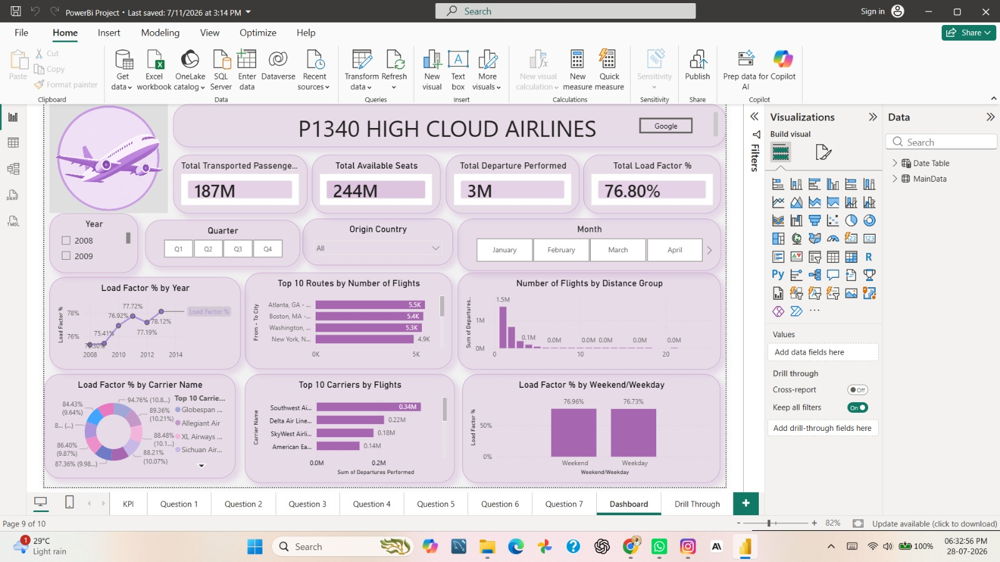 PowerBi Project • Last saved: 7/11/2026 at 3:14 PM
Search
Sign in
File Home Insert Modeling View Optimize Help
Share
Paste
Cut
Copy
Format painter
Clipboard
Get data
Excel workbook
OneLake catalog
SQL Server
Enter data
Dataverse
Recent sources
Data
Transform data
Refresh
Queries
New visual
Text box
More visuals
Insert
New visual calculation
New measure
Quick measure
Calculations
Sensitivity
Sensitivity
Publish
Share
Prep data for AI
Copilot
Copilot
P1340 HIGH CLOUD AIRLINES
Google
Total Transported Passenge...
187M
Total Available Seats
244M
Total Departure Performed
3M
Total Load Factor %
76.80%
Year
2008
2009
Quarter
Q1 Q2 Q3 Q4
Origin Country
All
Month
January February March April
Load Factor % by Year
Load Factor %
78%
76%
75.41%
76.92%
77.72%
77.19%
78.12%
Load Factor %
2008 2010 2012 2014
Top 10 Routes by Number of Flights
From - To City
Atlanta, GA - ... 5.5K
Boston, MA -... 5.4K
Washington, ... 5.3K
New York, N... 4.9K
0K 5K
Number of Flights by Distance Group
Sum of Departures...
1.5M
1M
0.1M 0.0M 0.0M 0.0M 0.0M 0.0M
0M
0 10 20
Load Factor % by Carrier Name
94.76% (10.8...)
89.36% (10.21%)
88.48% (10.1...)
88.21% (10.07%)
87.36% (9.98...)
86.40% (9.87%)
8... (...)
84.43% (9.64%)
Top 10 Carrie...
Globespan ...
Allegiant Air
XL Airways ...
Sichuan Air...
Top 10 Carriers by Flights
Carrier Name
Southwest Ai... 0.34M
Delta Air Line... 0.22M
SkyWest Airli... 0.18M
American Ea... 0.14M
0.0M 0.2M
Sum of Departures Performed
Load Factor % by Weekend/Weekday
Load Factor %
76.96% 76.73%
50%
0%
Weekend Weekday
Weekend/Weekday
Filters
Visualizations
Build visual
Values
Add data fields here
Drill through
Cross-report Off
Keep all filters On
Add drill-through fields here
Data
Search
Date Table
MainData
KPI Question 1 Question 2 Question 3 Question 4 Question 5 Question 6 Question 7 Dashboard Drill Through
Page 9 of 10
82%
Update available (click to download)
1
29°C
Light rain
Search
100%
06:32:56 PM
28-07-2026